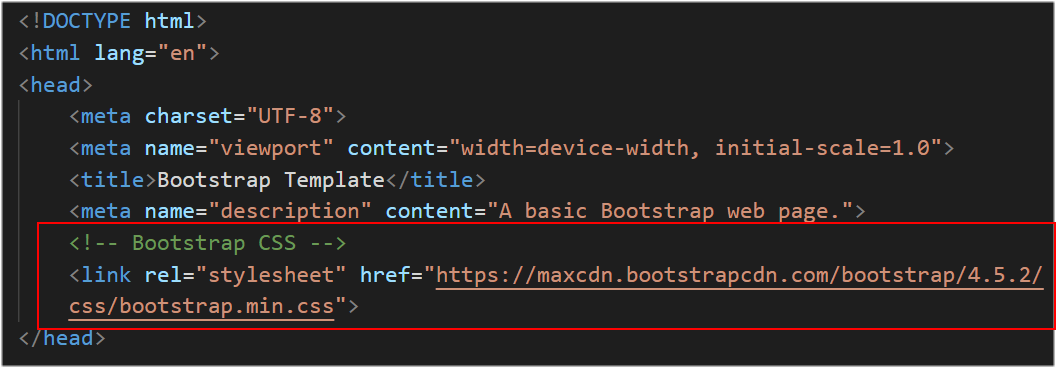 <!DOCTYPE html>
<html lang="en">
<head>
    <meta charset="UTF-8">
    <meta name="viewport" content="width=device-width, initial-scale=1.0">
    <title>Bootstrap Template</title>
    <meta name="description" content="A basic Bootstrap web page.">
    <!-- Bootstrap CSS -->
    <link rel="stylesheet" href="https://maxcdn.bootstrapcdn.com/bootstrap/4.5.2/
    css/bootstrap.min.css">
</head>